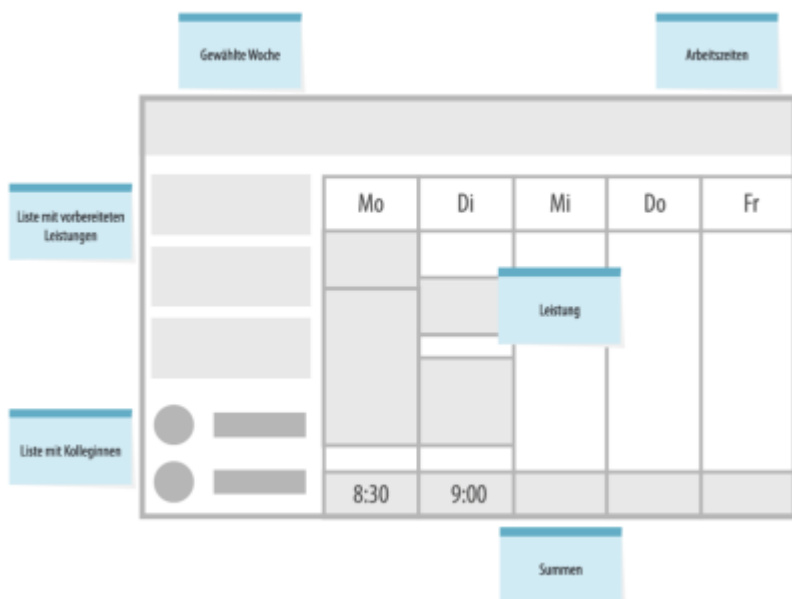 Gewählte Woche
Arbeitszeiten
Liste mit vorbereiteten
Leistungen
Mo Di Mi Do Fr
Leistung
Liste mit Kolleginnen
8:30 9:00
Summen